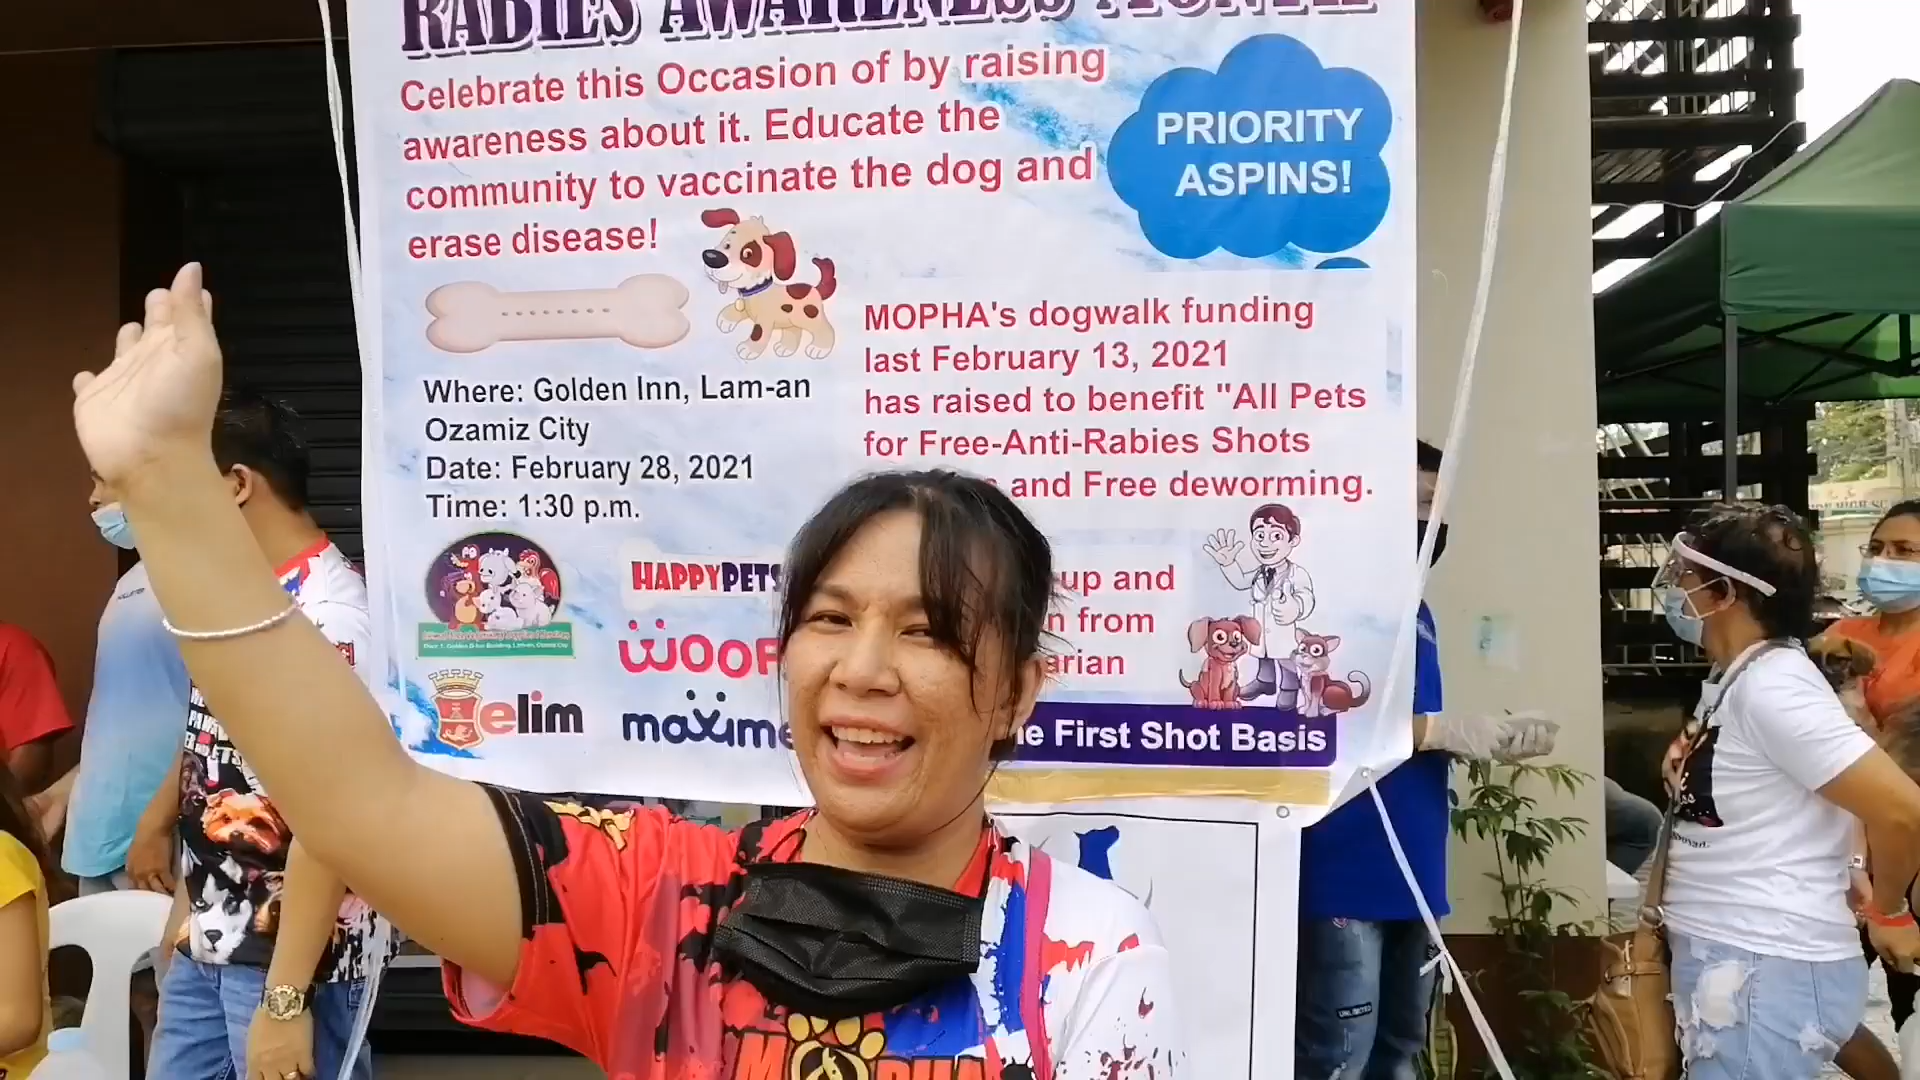 RABIES AWARENESS MONTH
Celebrate this Occasion of by raising
awareness about it. Educate the
community to vaccinate the dog and
erase disease!
PRIORITY
ASPINS!
MOPHA's dogwalk funding
last February 13, 2021
has raised to benefit "All Pets
for Free-Anti-Rabies Shots
and Free deworming.
Where: Golden Inn, Lam-an
Ozamiz City
Date: February 28, 2021
Time: 1:30 p.m.
HAPPYPETS
WOOF
elim
maxime
up and
from
First Shot Basis
MOPHA